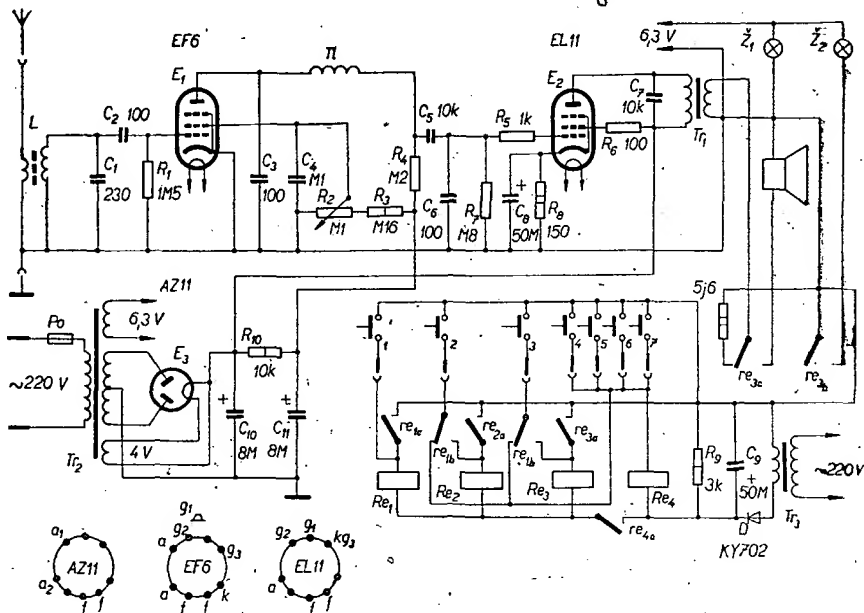 EF6
EL11
6,3 V
Ž1
Ž2
E1
Tl
E2
C7
10k
L
C2 100
C5 10k
R5 1k
Tr1
C1
230
R1
1M5
C3
100
C4
M1
R4
M2
R6
100
R2
M1
R3
M16
C6
100
R7
M8
C8
50M
R8
150
+
AZ11
6,3 V
Po
~220 V
E3
R10
10k
4 V
Tr2
+
C10
8M
+
C11
8M
5j6
re3c
re3b
1
2
3
4
5
6
7
re1a
re1b
re2a
re1b
re3a
Re1
Re2
Re3
Re4
re4a
R9
3k
C9
+
50M
D
KY702
Tr3
~220V
a1
a2
AZ11
f
f
g1
g2
a
g3
EF6
a
f
f
k
g2
g1
kg3
EL11
a
f
f